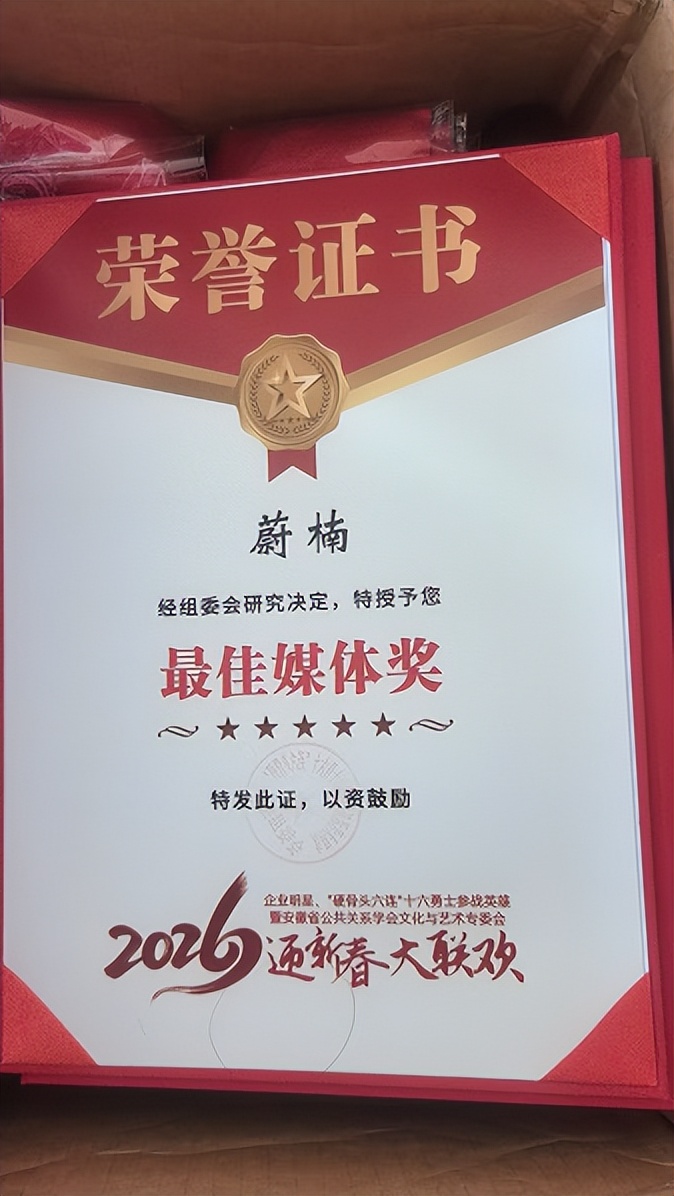 荣誉证书
蔚楠
经组委会研究决定，特授予您
最佳媒体奖
特发此证，以资鼓励
企业明星、"硬骨头六连"十六勇士参战英雄
暨安徽省公共关系学会文化与艺术专委会
2026迎新春大联欢